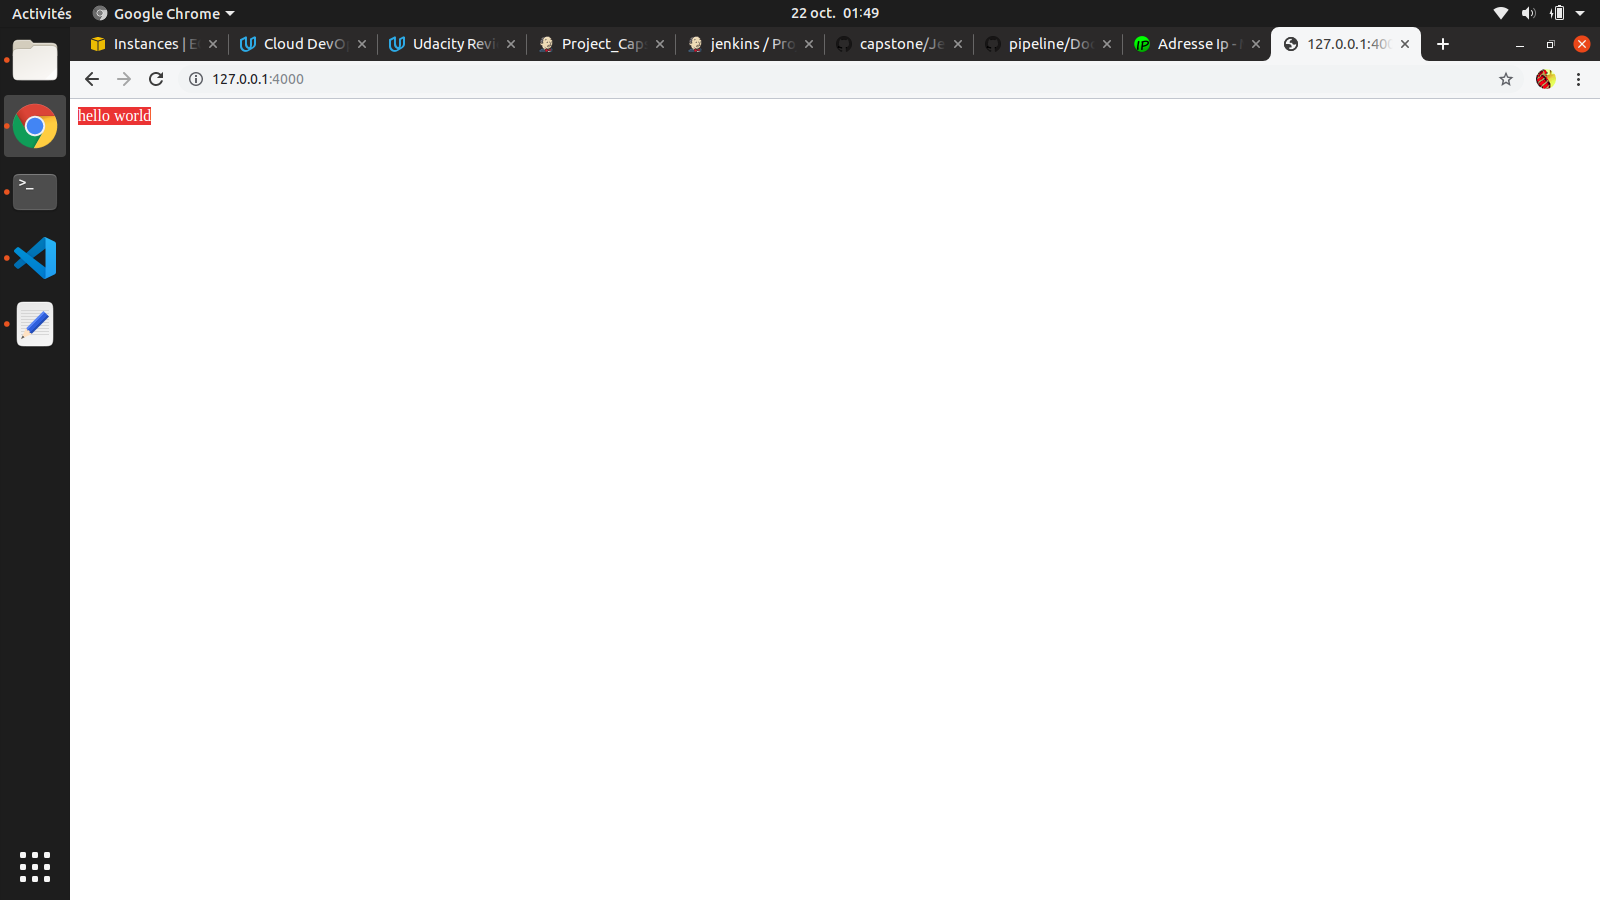 Activités Google Chrome 22 oct. 01:49
Instances | E Cloud DevO Udacity Revi Project_Cap jenkins / Pro capstone/Je pipeline/Do Adresse Ip - 127.0.0.1:400
127.0.0.1:4000
hello world